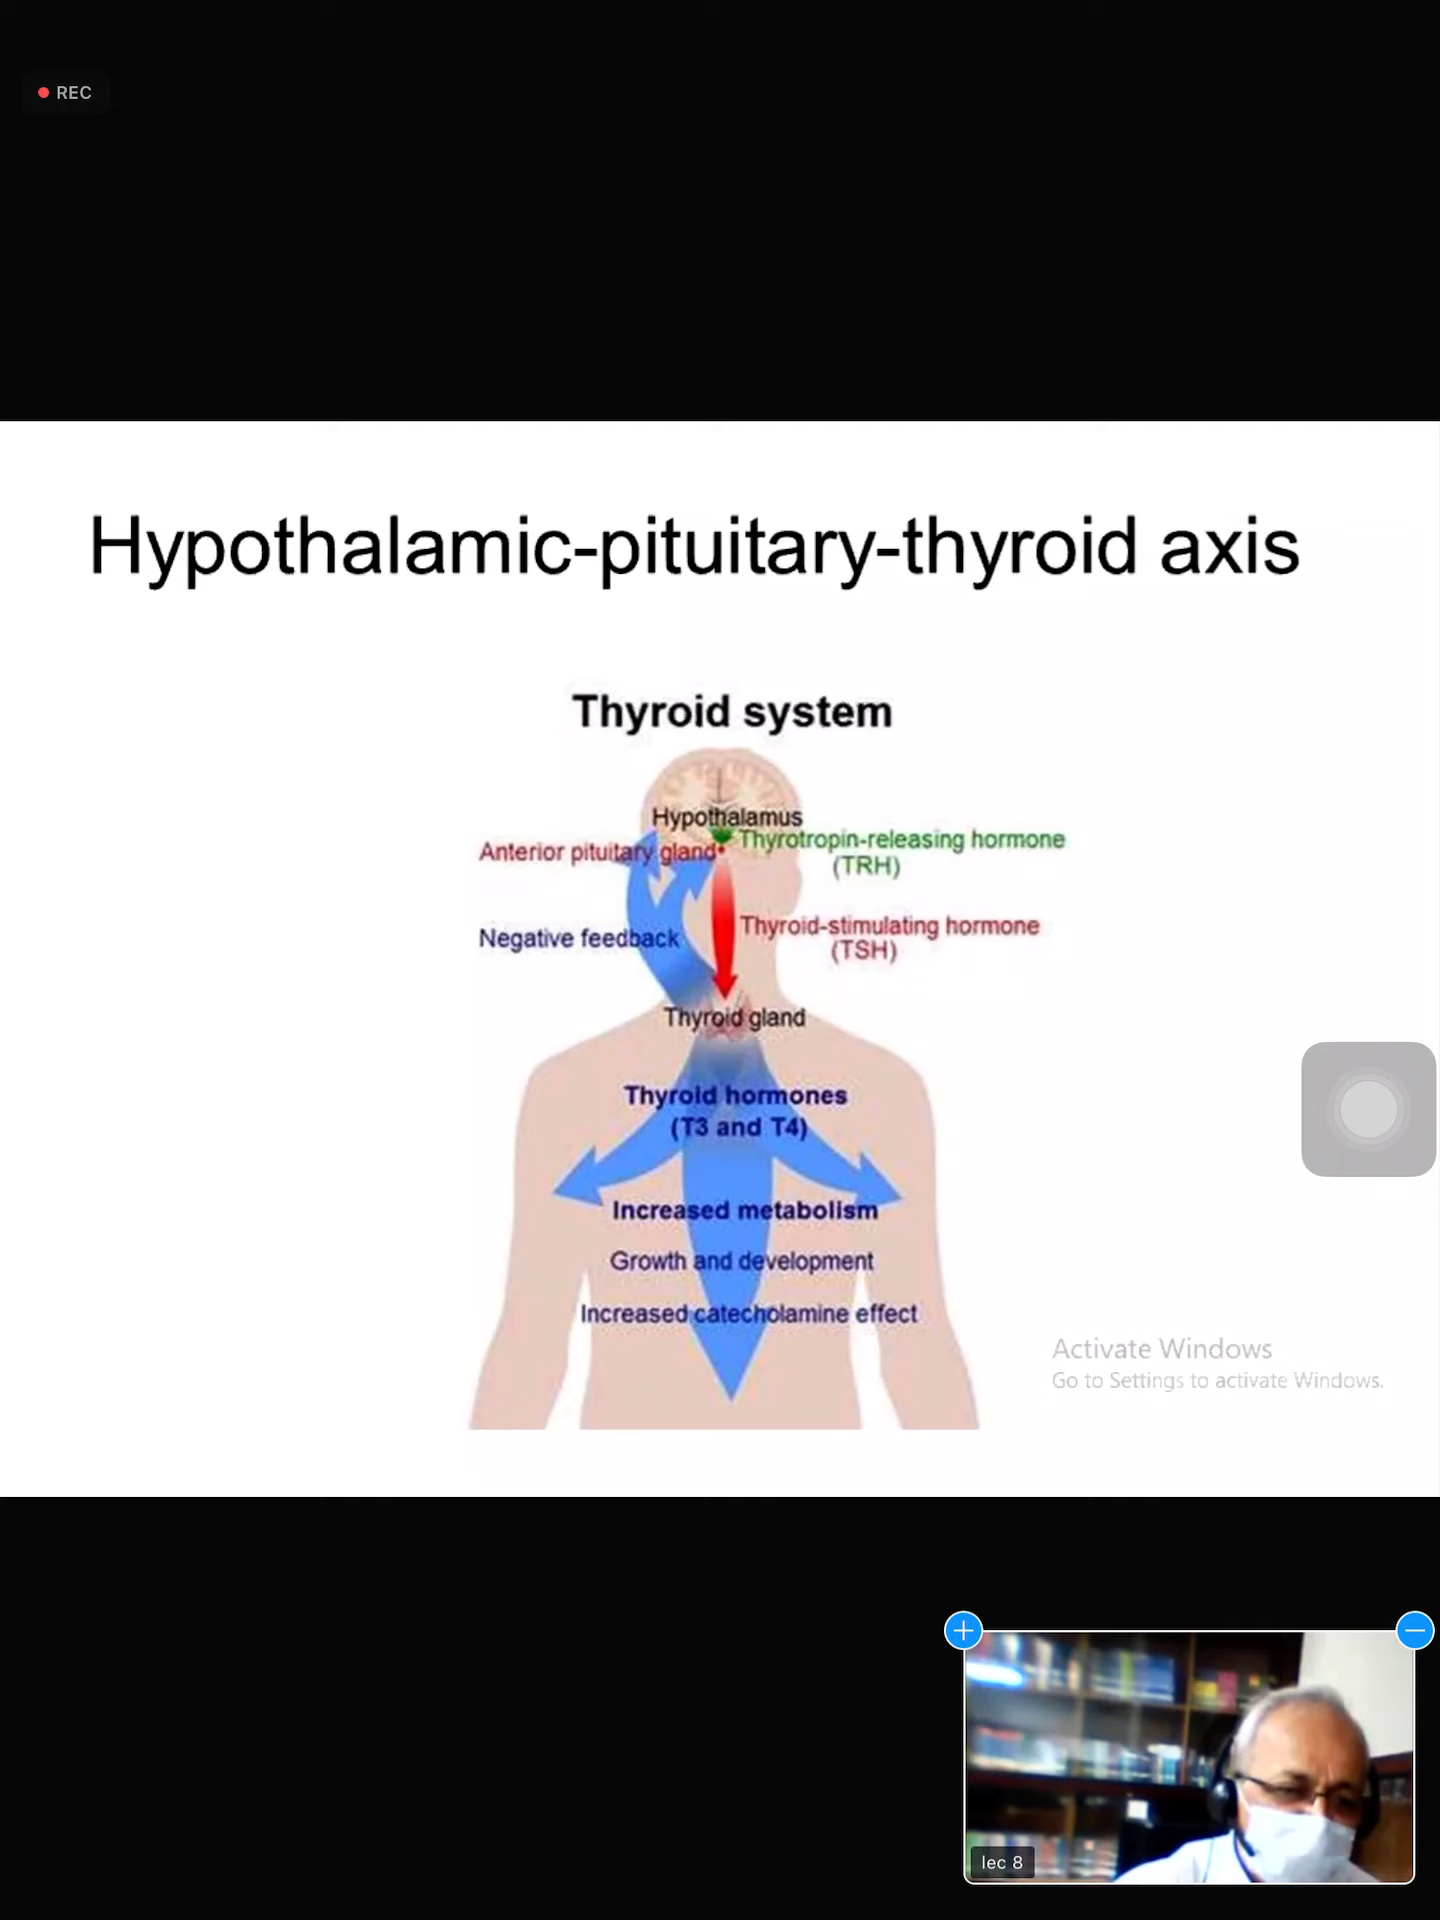 REC
Hypothalamic-pituitary-thyroid axis
Thyroid system
Hypothalamus
Thyrotropin-releasing hormone
(TRH)
Anterior pituitary gland
Thyroid-stimulating hormone
(TSH)
Negative feedback
Thyroid gland
Thyroid hormones
(T3 and T4)
Increased metabolism
Growth and development
Increased catecholamine effect
Activate Windows
Go to Settings to activate Windows.
lec 8